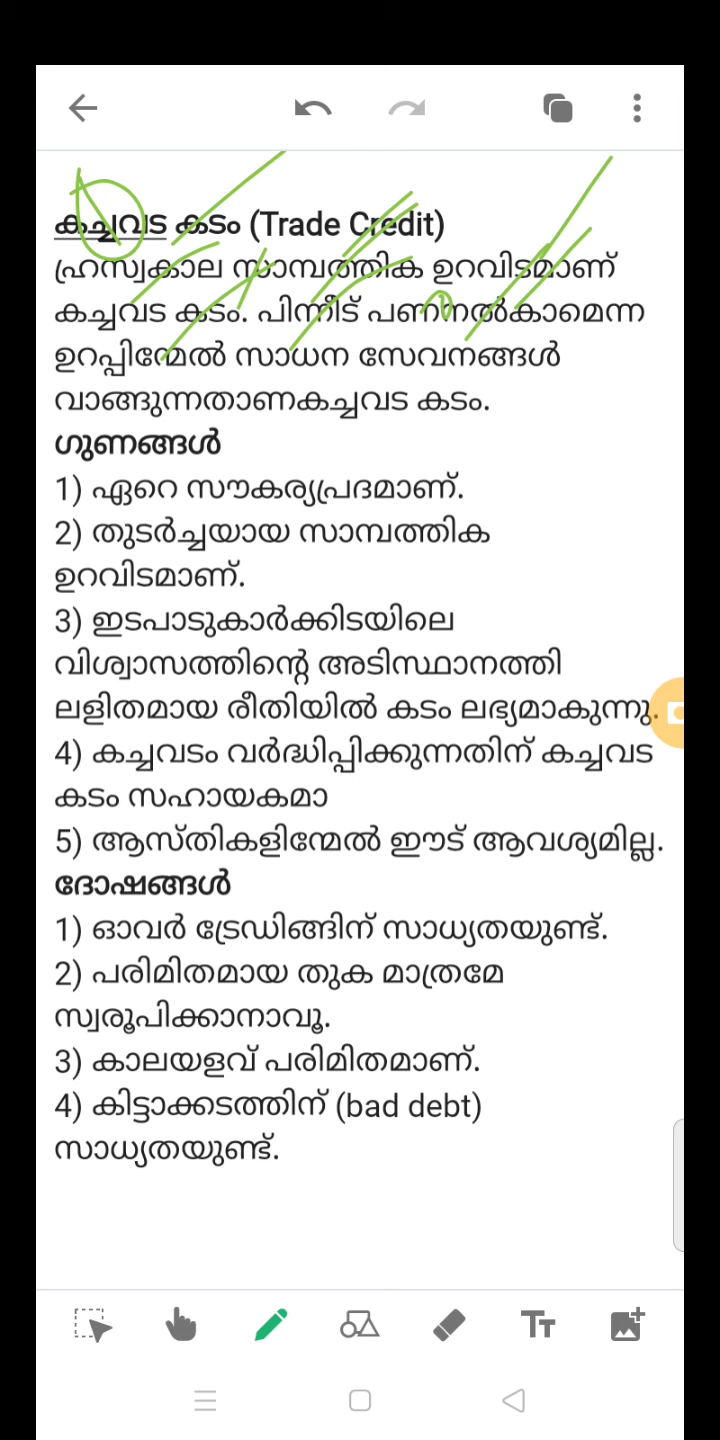 കച്ചവട കടം (Trade Credit)
ഹ്രസ്വകാല സാമ്പത്തിക ഉറവിടമാണ്
കച്ചവട കടം. പിന്നീട് പണനൽകാമെന്ന
ഉറപ്പിന്മേൽ സാധന സേവനങ്ങൾ
വാങ്ങുന്നതാണകച്ചവട കടം.
ഗുണങ്ങൾ
1) ഏറെ സൗകര്യപ്രദമാണ്.
2) തുടർച്ചയായ സാമ്പത്തിക
ഉറവിടമാണ്.
3) ഇടപാടുകാർക്കിടയിലെ
വിശ്വാസത്തിന്റെ അടിസ്ഥാനത്തി
ലളിതമായ രീതിയിൽ കടം ലഭ്യമാകുന്നു.
4) കച്ചവടം വർദ്ധിപ്പിക്കുന്നതിന് കച്ചവട
കടം സഹായകമാ
5) ആസ്തികളിന്മേൽ ഈട് ആവശ്യമില്ല.
ദോഷങ്ങൾ
1) ഓവർ ട്രേഡിങ്ങിന് സാധ്യതയുണ്ട്.
2) പരിമിതമായ തുക മാത്രമേ
സ്വരൂപിക്കാനാവൂ.
3) കാലയളവ് പരിമിതമാണ്.
4) കിട്ടാക്കടത്തിന് (bad debt)
സാധ്യതയുണ്ട്.
Tт